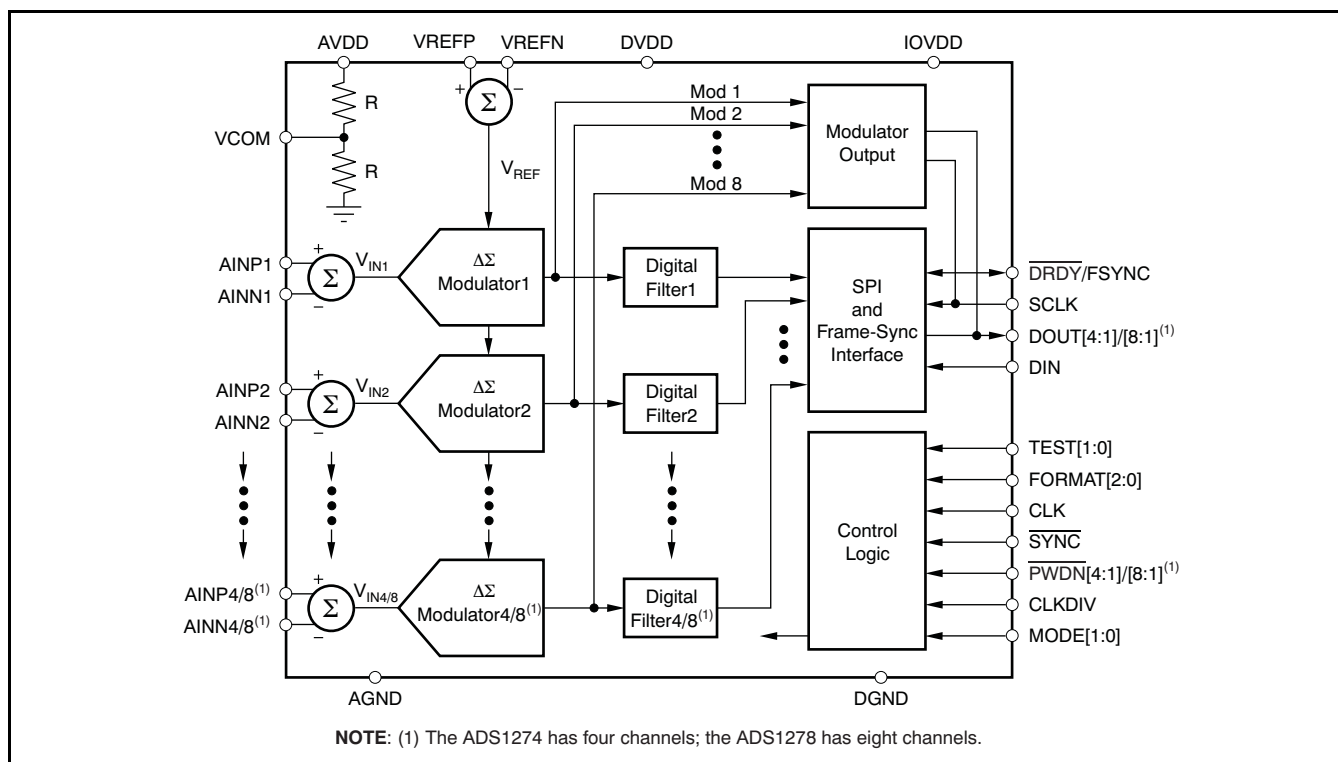 AVDD
VREFP
VREFN
DVDD
IOVDD
R
+
Σ
−
Mod 1
Mod 2
Modulator
Output
VCOM
R
VREF
Mod 8
AINP1
AINN1
+
Σ
−
VIN1
ΔΣ
Modulator1
Digital
Filter1
SPI
and
Frame-Sync
Interface
DRDY/FSYNC
SCLK
DOUT[4:1]/[8:1](1)
DIN
AINP2
AINN2
+
Σ
−
VIN2
ΔΣ
Modulator2
Digital
Filter2
Control
Logic
TEST[1:0]
FORMAT[2:0]
CLK
SYNC
PWDN[4:1]/[8:1](1)
CLKDIV
MODE[1:0]
AINP4/8(1)
AINN4/8(1)
+
Σ
−
VIN4/8
ΔΣ
Modulator4/8(1)
Digital
Filter4/8(1)
AGND
DGND
NOTE: (1) The ADS1274 has four channels; the ADS1278 has eight channels.